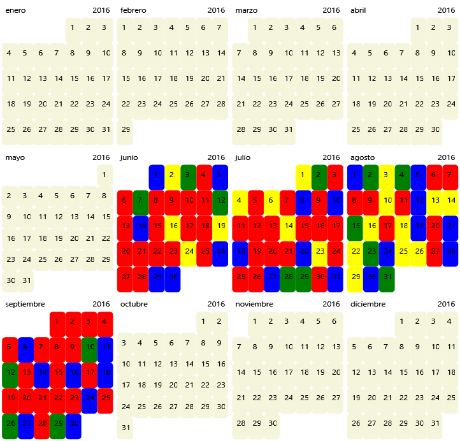 enero 2016
1 2 3
4 5 6 7 8 9 10
11 12 13 14 15 16 17
18 19 20 21 22 23 24
25 26 27 28 29 30 31
febrero 2016
1 2 3 4 5 6 7
8 9 10 11 12 13 14
15 16 17 18 19 20 21
22 23 24 25 26 27 28
29
marzo 2016
1 2 3 4 5 6
7 8 9 10 11 12 13
14 15 16 17 18 19 20
21 22 23 24 25 26 27
28 29 30 31
abril 2016
1 2 3
4 5 6 7 8 9 10
11 12 13 14 15 16 17
18 19 20 21 22 23 24
25 26 27 28 29 30
mayo 2016
1
2 3 4 5 6 7 8
9 10 11 12 13 14 15
16 17 18 19 20 21 22
23 24 25 26 27 28 29
30 31
junio 2016
1 2 3 4 5
6 7 8 9 10 11 12
13 14 15 16 17 18 19
20 21 22 23 24 25 26
27 28 29 30
julio 2016
1 2 3
4 5 6 7 8 9 10
11 12 13 14 15 16 17
18 19 20 21 22 23 24
25 26 27 28 29 30 31
agosto 2016
1 2 3 4 5 6 7
8 9 10 11 12 13 14
15 16 17 18 19 20 21
22 23 24 25 26 27 28
29 30 31
septiembre 2016
1 2 3 4
5 6 7 8 9 10 11
12 13 14 15 16 17 18
19 20 21 22 23 24 25
26 27 28 29 30
octubre 2016
1 2
3 4 5 6 7 8 9
10 11 12 13 14 15 16
17 18 19 20 21 22 23
24 25 26 27 28 29 30
31
noviembre 2016
1 2 3 4 5 6
7 8 9 10 11 12 13
14 15 16 17 18 19 20
21 22 23 24 25 26 27
28 29 30
diciembre 2016
1 2 3 4
5 6 7 8 9 10 11
12 13 14 15 16 17 18
19 20 21 22 23 24 25
26 27 28 29 30 31